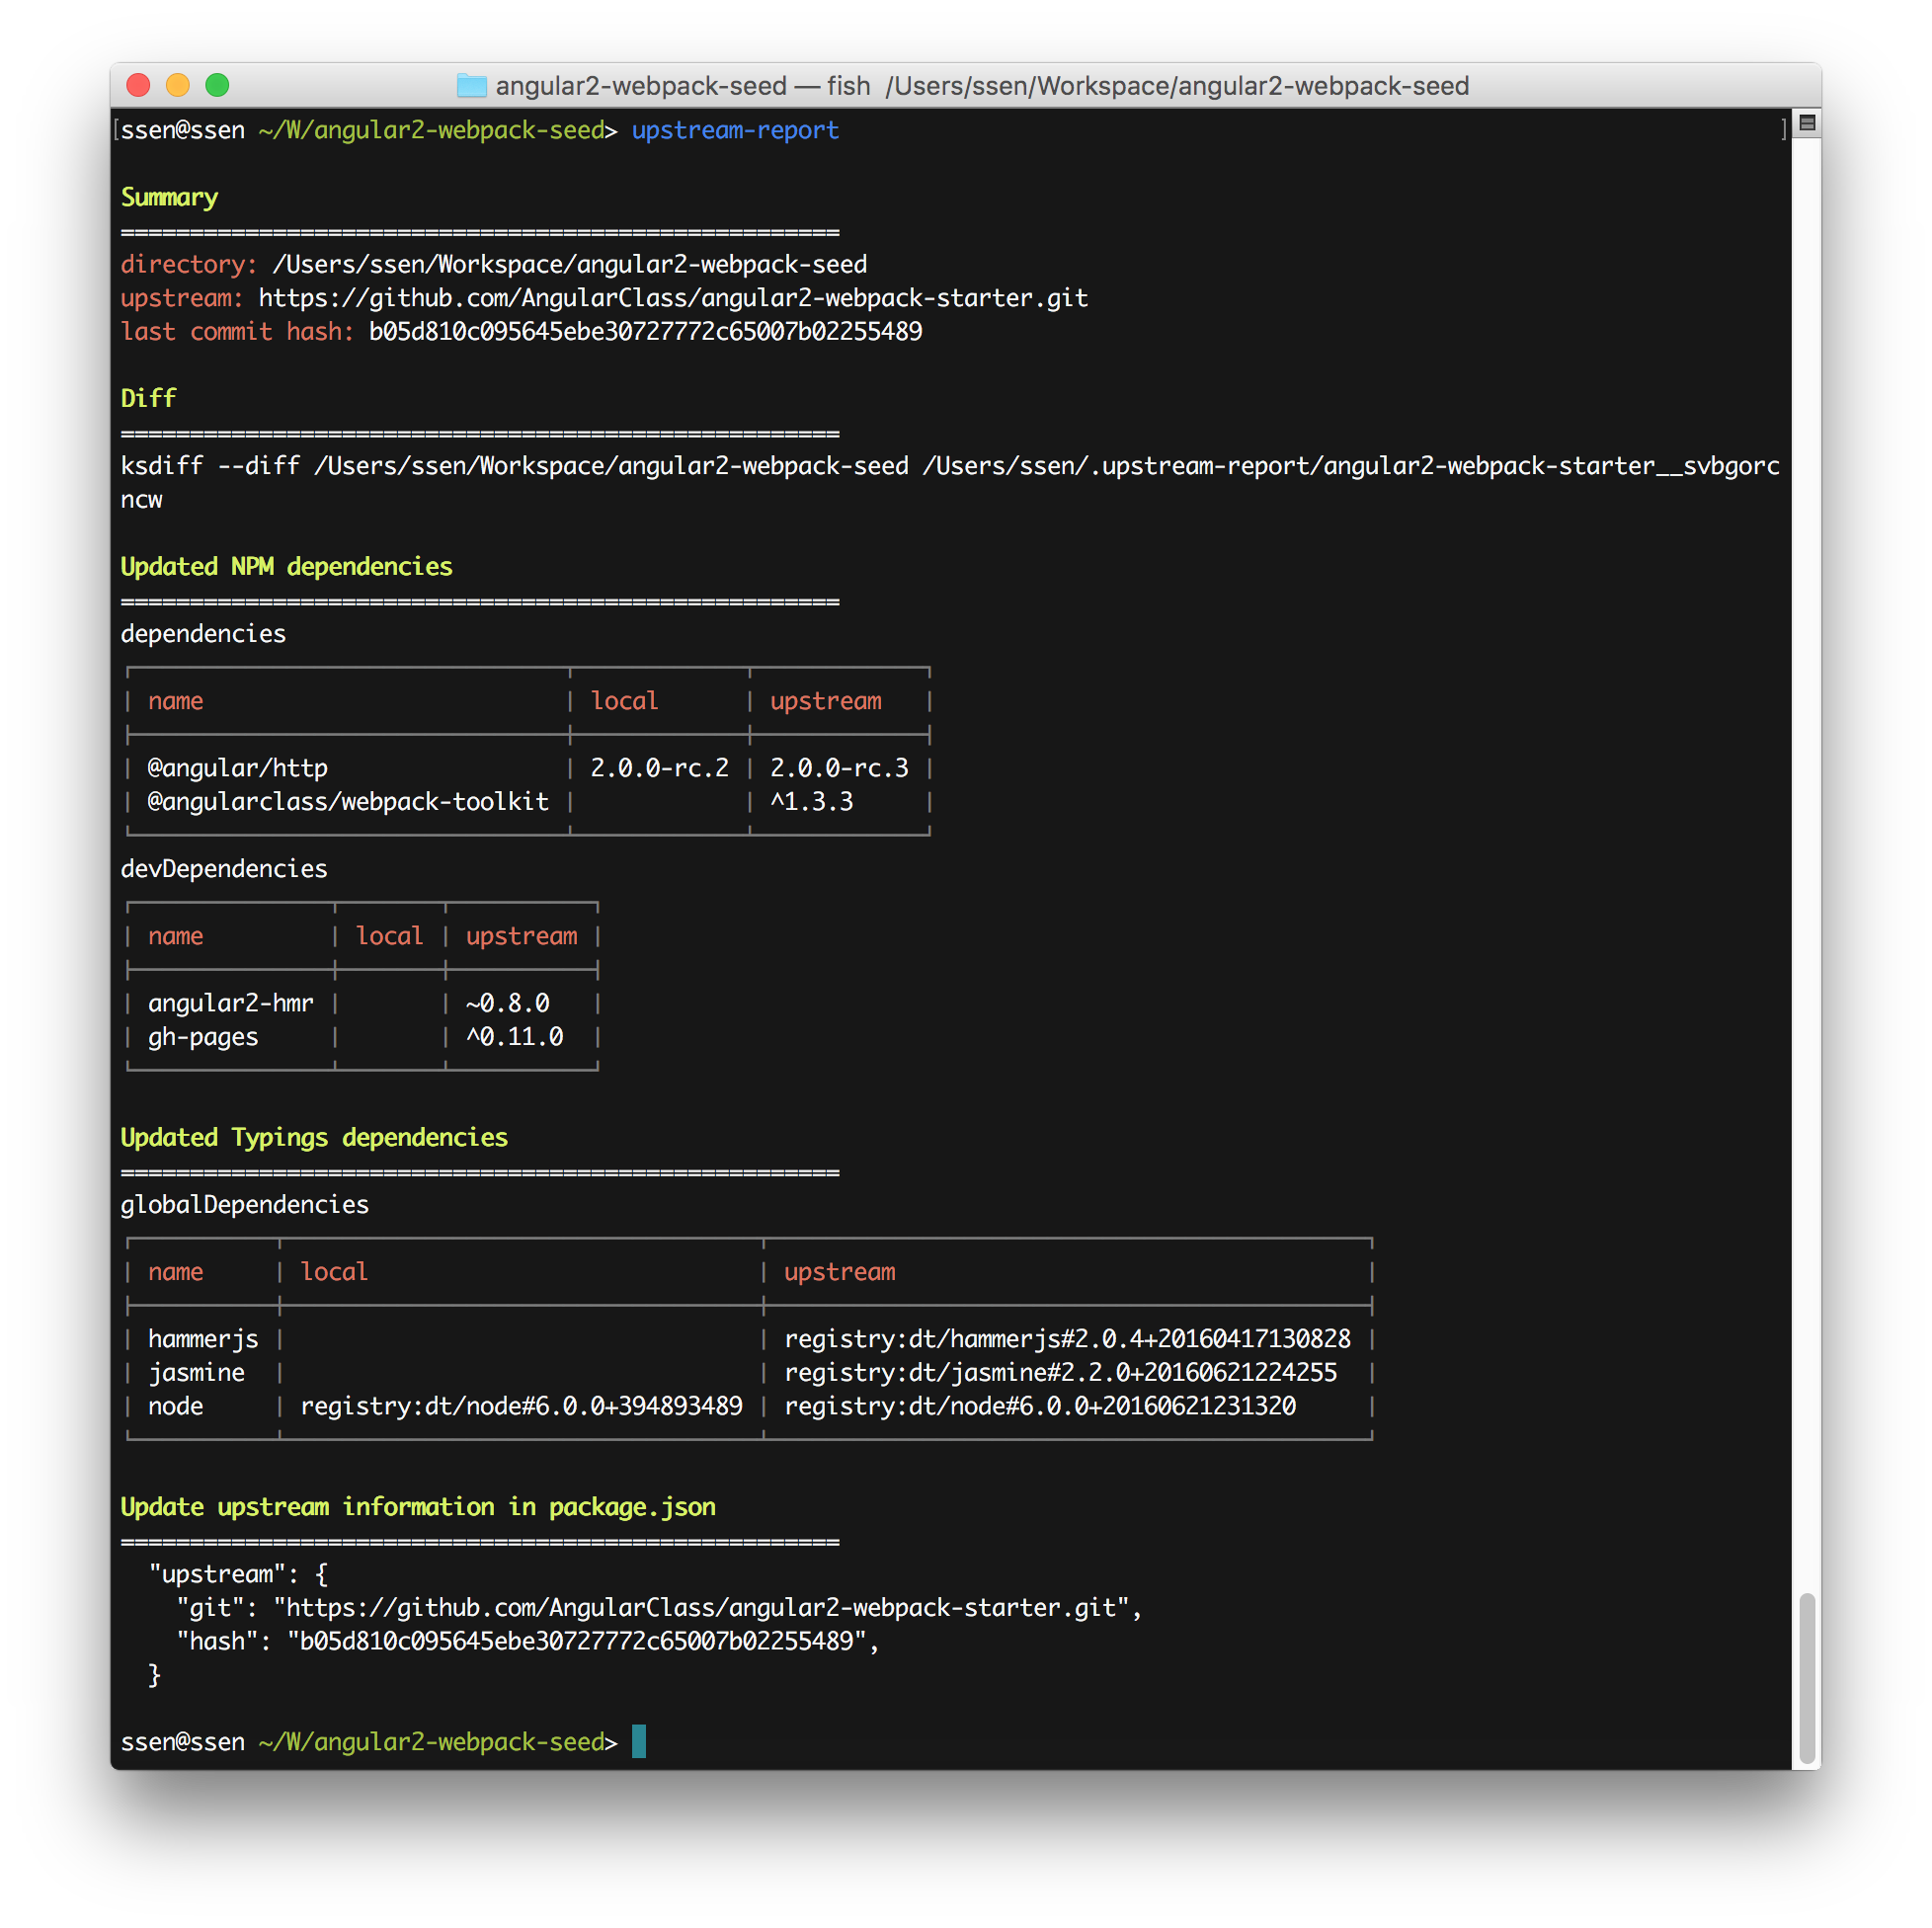 angular2-webpack-seed — fish /Users/ssen/Workspace/angular2-webpack-seed
[ssen@ssen ~/W/angular2-webpack-seed> upstream-report ]
Summary
====================================================
directory: /Users/ssen/Workspace/angular2-webpack-seed
upstream: https://github.com/AngularClass/angular2-webpack-starter.git
last commit hash: b05d810c095645ebe30727772c65007b02255489
Diff
====================================================
ksdiff --diff /Users/ssen/Workspace/angular2-webpack-seed /Users/ssen/.upstream-report/angular2-webpack-starter__svbgorc
ncw
Updated NPM dependencies
====================================================
dependencies
| name | local | upstream |
| @angular/http | 2.0.0-rc.2 | 2.0.0-rc.3 |
| @angularclass/webpack-toolkit | | ^1.3.3 |
devDependencies
| name | local | upstream |
| angular2-hmr | | ~0.8.0 |
| gh-pages | | ^0.11.0 |
Updated Typings dependencies
====================================================
globalDependencies
| name | local | upstream |
| hammerjs | | registry:dt/hammerjs#2.0.4+20160417130828 |
| jasmine | | registry:dt/jasmine#2.2.0+20160621224255 |
| node | registry:dt/node#6.0.0+394893489 | registry:dt/node#6.0.0+20160621231320 |
Update upstream information in package.json
====================================================
"upstream": {
"git": "https://github.com/AngularClass/angular2-webpack-starter.git",
"hash": "b05d810c095645ebe30727772c65007b02255489",
}
ssen@ssen ~/W/angular2-webpack-seed>